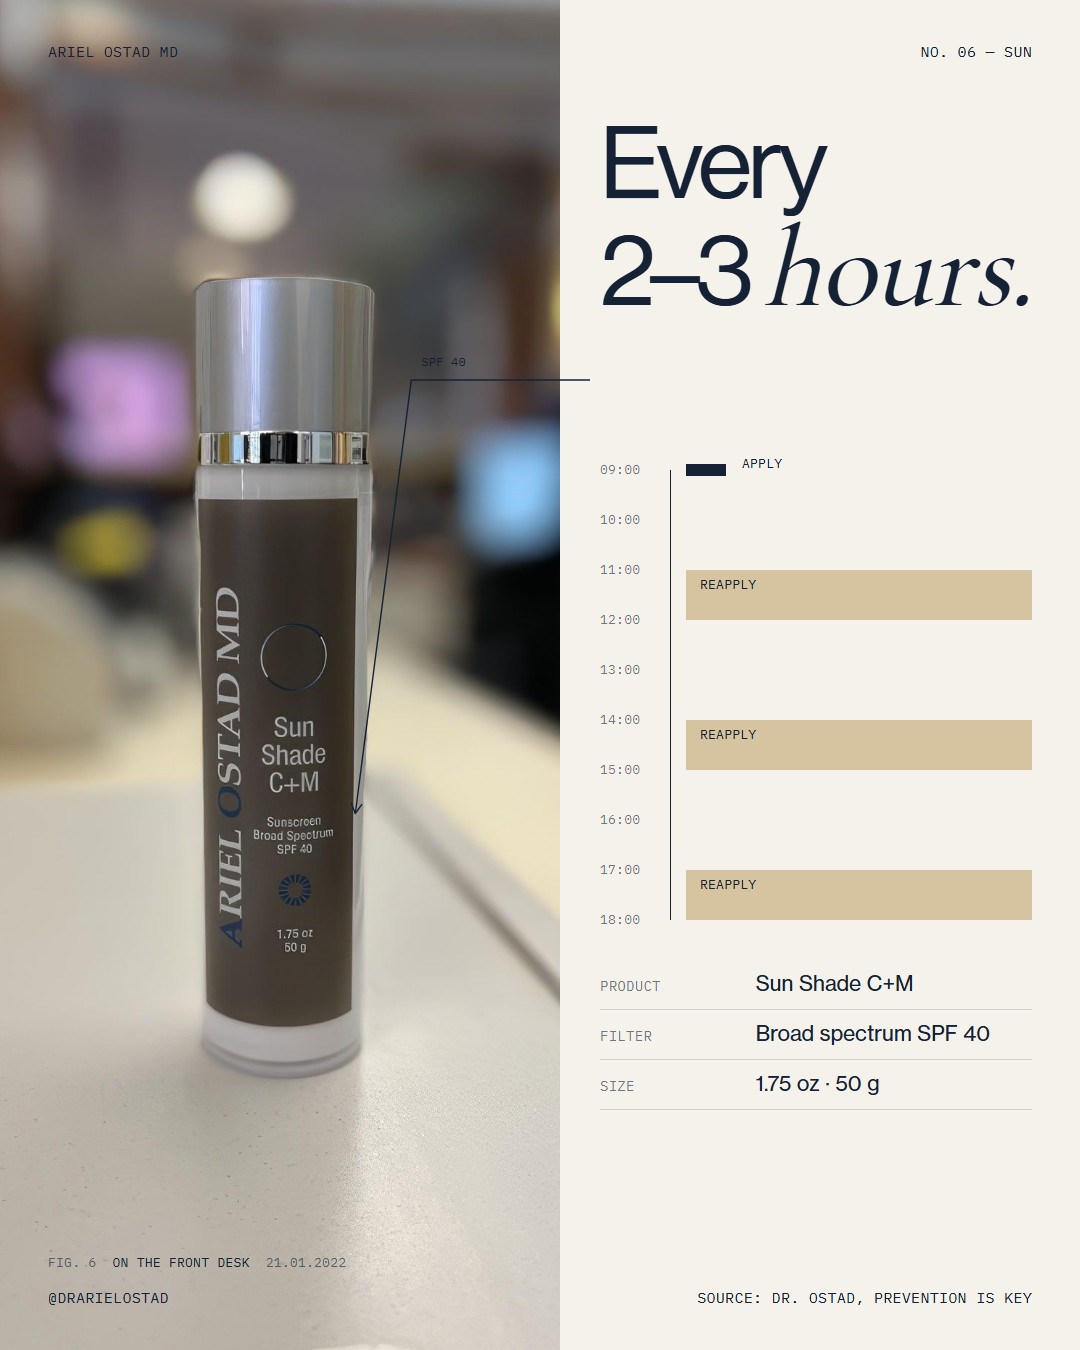 ARIEL OSTAD MD
NO. 06 — SUN
Every
2–3 hours.
SPF 40
ARIEL OSTAD MD
Sun
Shade
C+M
Sunscreen
Broad Spectrum
SPF 40
1.75 oz
50 g
09:00
APPLY
10:00
11:00
REAPPLY
12:00
13:00
14:00
REAPPLY
15:00
16:00
17:00
REAPPLY
18:00
PRODUCT Sun Shade C+M
FILTER Broad spectrum SPF 40
SIZE 1.75 oz · 50 g
FIG. 6 ON THE FRONT DESK 21.01.2022
@DRARIELOSTAD
SOURCE: DR. OSTAD, PREVENTION IS KEY